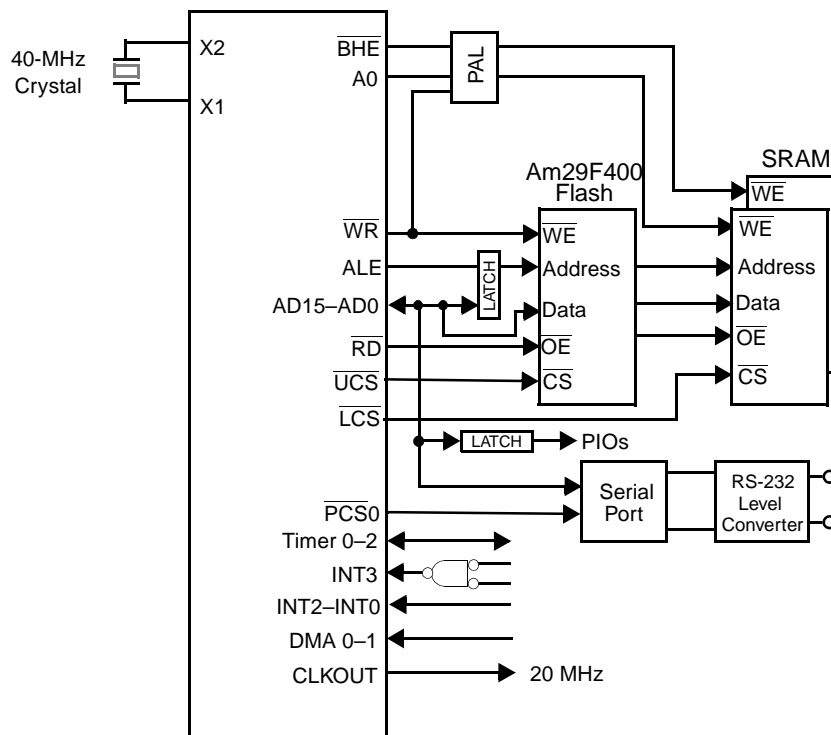 40-MHz
Crystal
X2
X1
BHE
A0
PAL
SRAM
WE
Am29F400
Flash
WR
WE
WE
ALE
LATCH
Address
Address
AD15–AD0
Data
Data
RD
OE
OE
UCS
CS
CS
LCS
LATCH
PIOs
Serial
Port
RS-232
Level
Converter
PCS0
Timer 0–2
INT3
INT2–INT0
DMA 0–1
CLKOUT
20 MHz